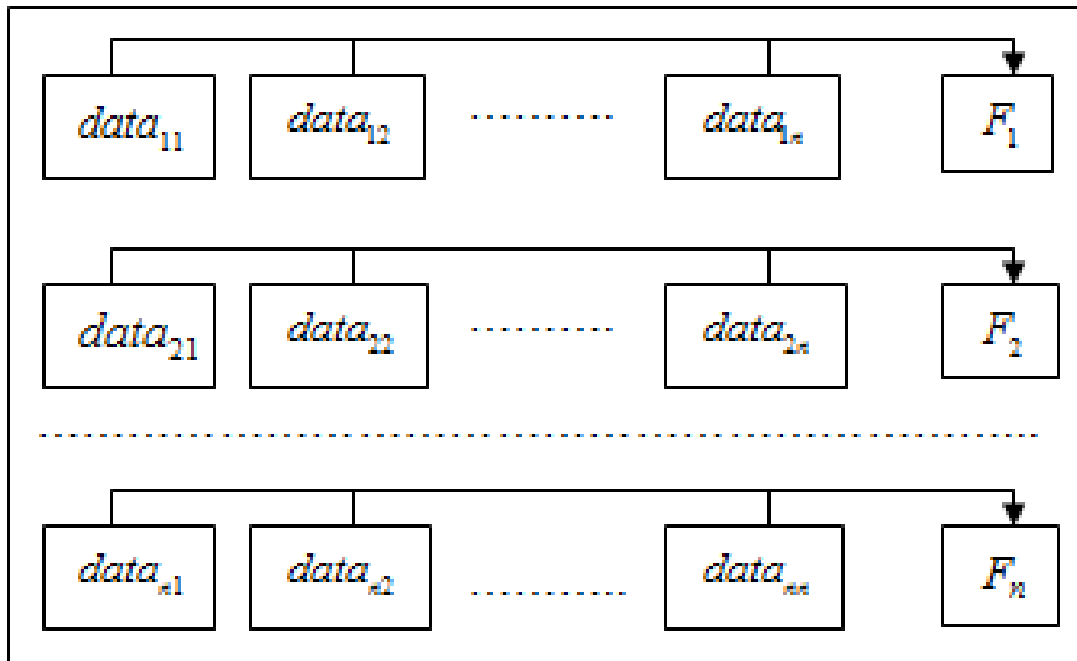 data₁₁ data₁₂ .......... data₁ₙ F₁
data₂₁ data₂₂ .......... data₂ₙ F₂
dataₙ₁ dataₙ₂ .......... dataₙₙ Fₙ